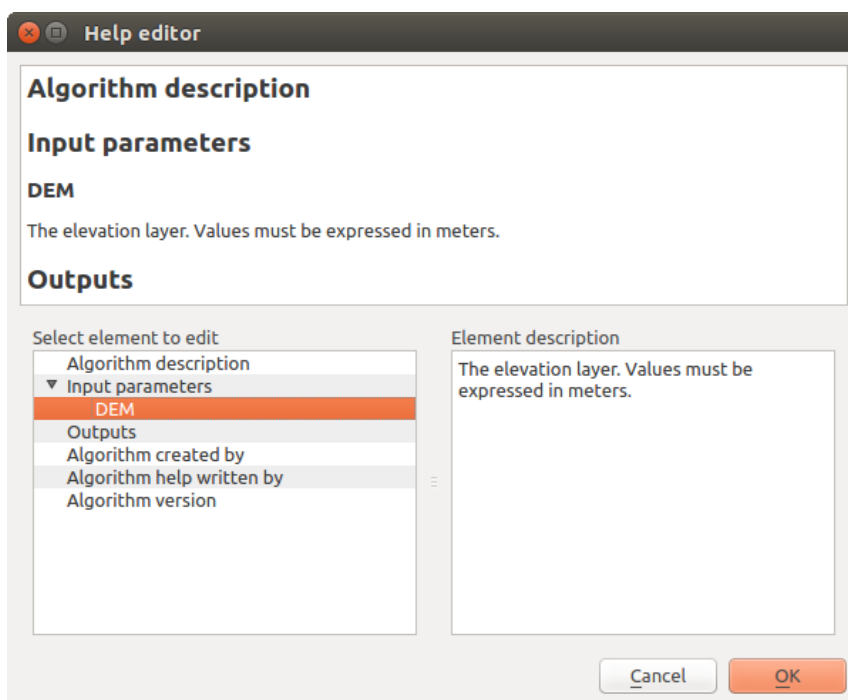 Help editor
Algorithm description
Input parameters
DEM
The elevation layer. Values must be expressed in meters.
Outputs
Select element to edit
Algorithm description
Input parameters
DEM
Outputs
Algorithm created by
Algorithm help written by
Algorithm version
Element description
The elevation layer. Values must be
expressed in meters.
Cancel
OK